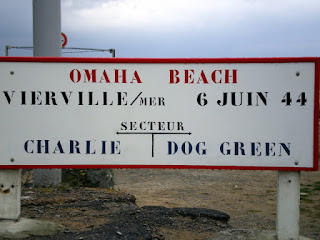 OMAHA BEACH
VIERVILLE/MER 6 JUIN 44
SECTEUR
CHARLIE DOG GREEN